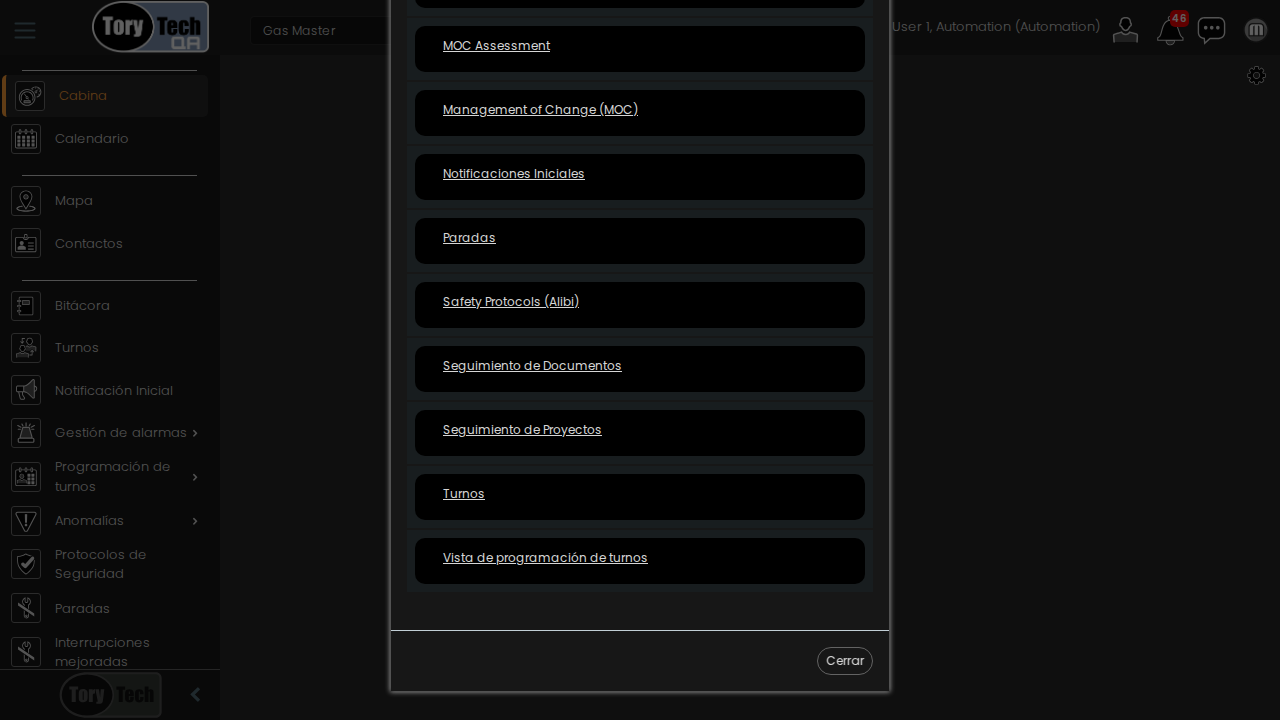 Tory Tech
QA
Gas Master
User 1, Automation (Automation)
46
Cabina
Calendario
Mapa
Contactos
Bitácora
Turnos
Notificación Inicial
Gestión de alarmas
Programación de
turnos
Anomalías
Protocolos de
Seguridad
Paradas
Interrupciones
mejoradas
Tory Tech
MOC Assessment
Management of Change (MOC)
Notificaciones Iniciales
Paradas
Safety Protocols (Alibi)
Seguimiento de Documentos
Seguimiento de Proyectos
Turnos
Vista de programación de turnos
Cerrar